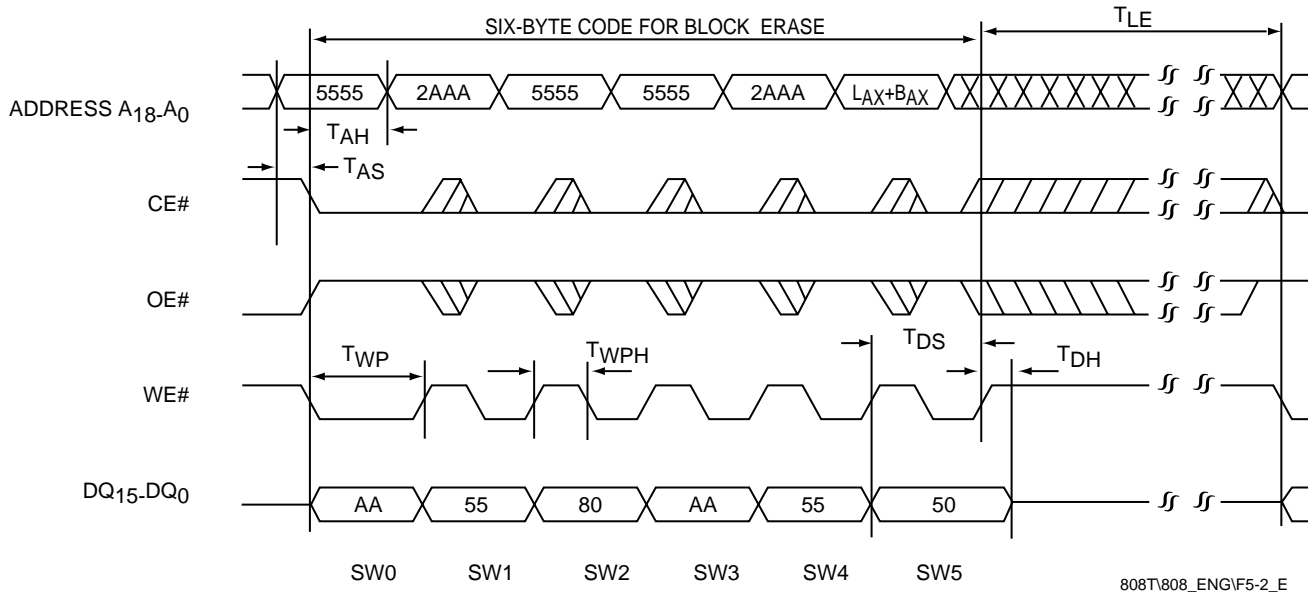 SIX-BYTE CODE FOR BLOCK ERASE
TLE
ADDRESS A18-A0
5555 2AAA 5555 5555 2AAA LAX+BAX
TAH
TAS
CE#
OE#
TWP
TWPH
TDS
TDH
WE#
DQ15-DQ0
AA 55 80 AA 55 50
SW0 SW1 SW2 SW3 SW4 SW5
808T\808_ENG\F5-2_E